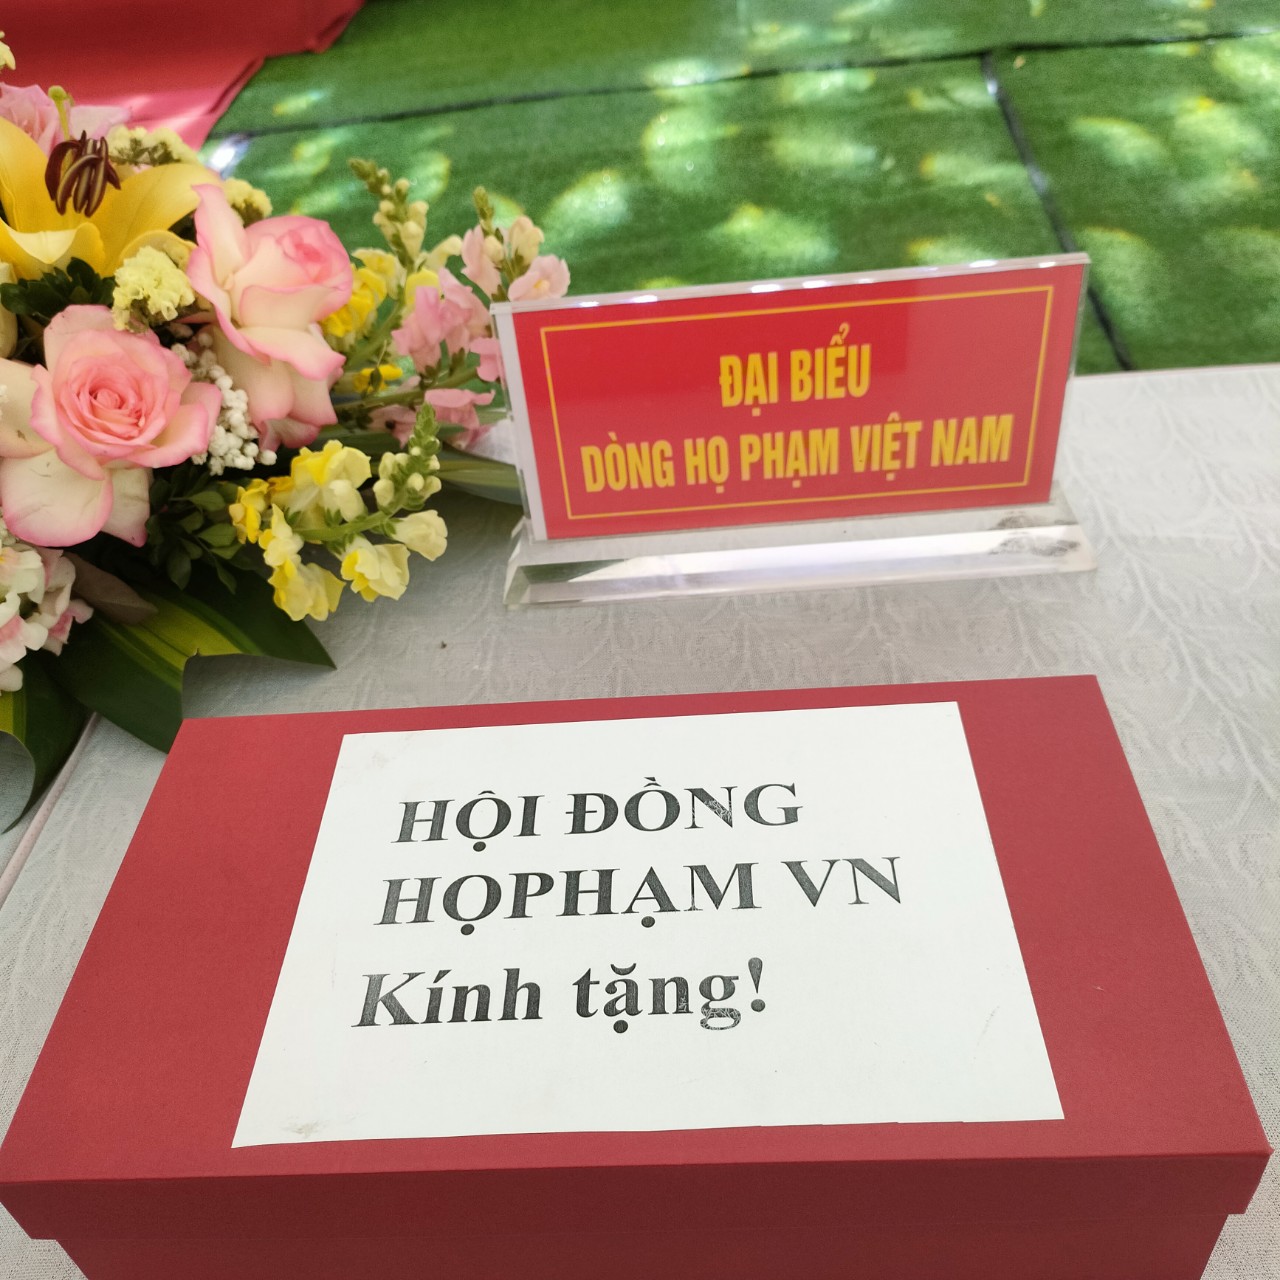 ĐẠI BIỂU
DÒNG HỌ PHẠM VIỆT NAM
HỘI ĐỒNG
HỌPHẠM VN
Kính tặng!